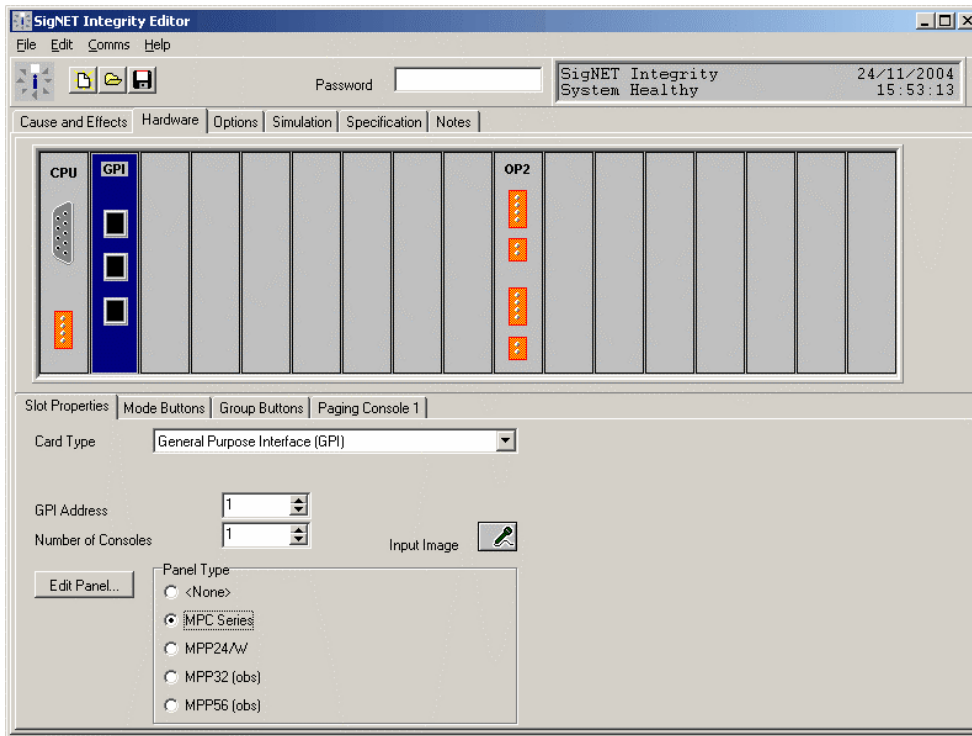 SigNET Integrity Editor
File Edit Comms Help
Password
SigNET Integrity 24/11/2004
System Healthy 15:53:13
Cause and Effects Hardware Options Simulation Specification Notes
CPU GPI OP2
Slot Properties Mode Buttons Group Buttons Paging Console 1
Card Type General Purpose Interface (GPI)
GPI Address 1
Number of Consoles 1 Input Image
Edit Panel... Panel Type
<None>
MPC Series
MPP24/W
MPP32 (obs)
MPP56 (obs)